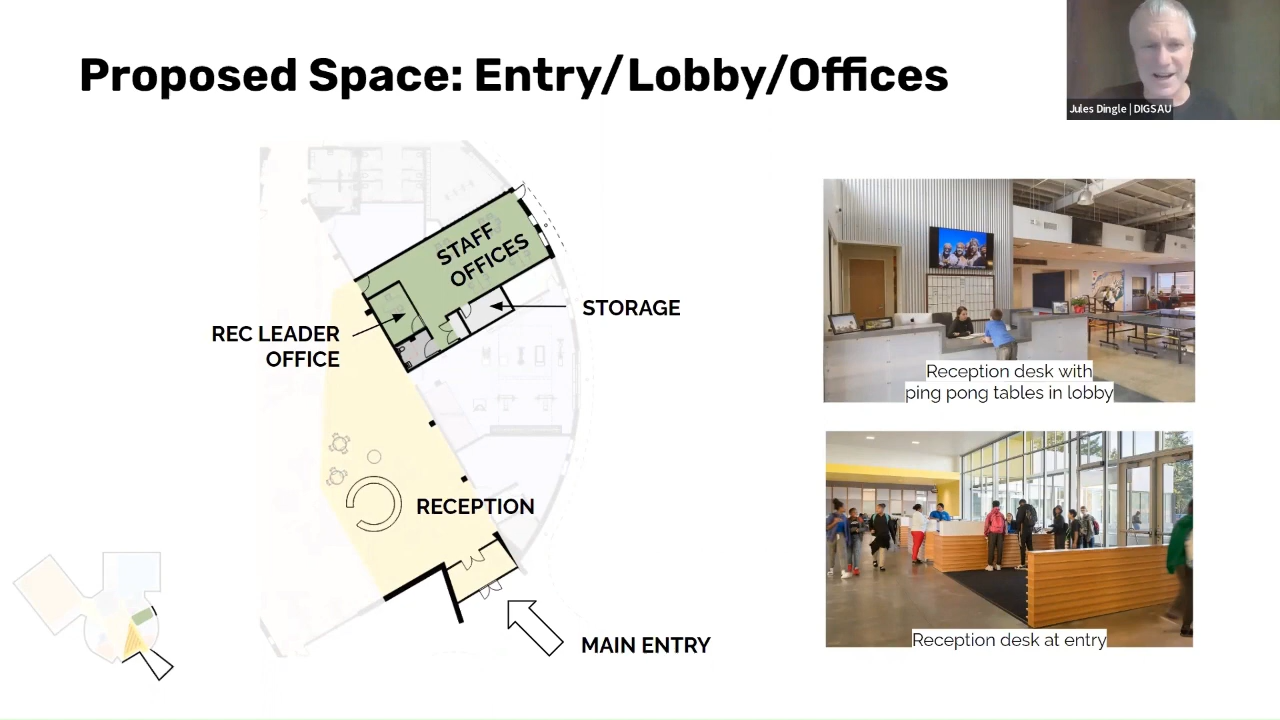 Proposed Space: Entry/Lobby/Offices
Jules Dingle | DIGSAU
STAFF
OFFICES
STORAGE
REC LEADER
OFFICE
RECEPTION
MAIN ENTRY
Reception desk with
ping pong tables in lobby
Reception desk at entry